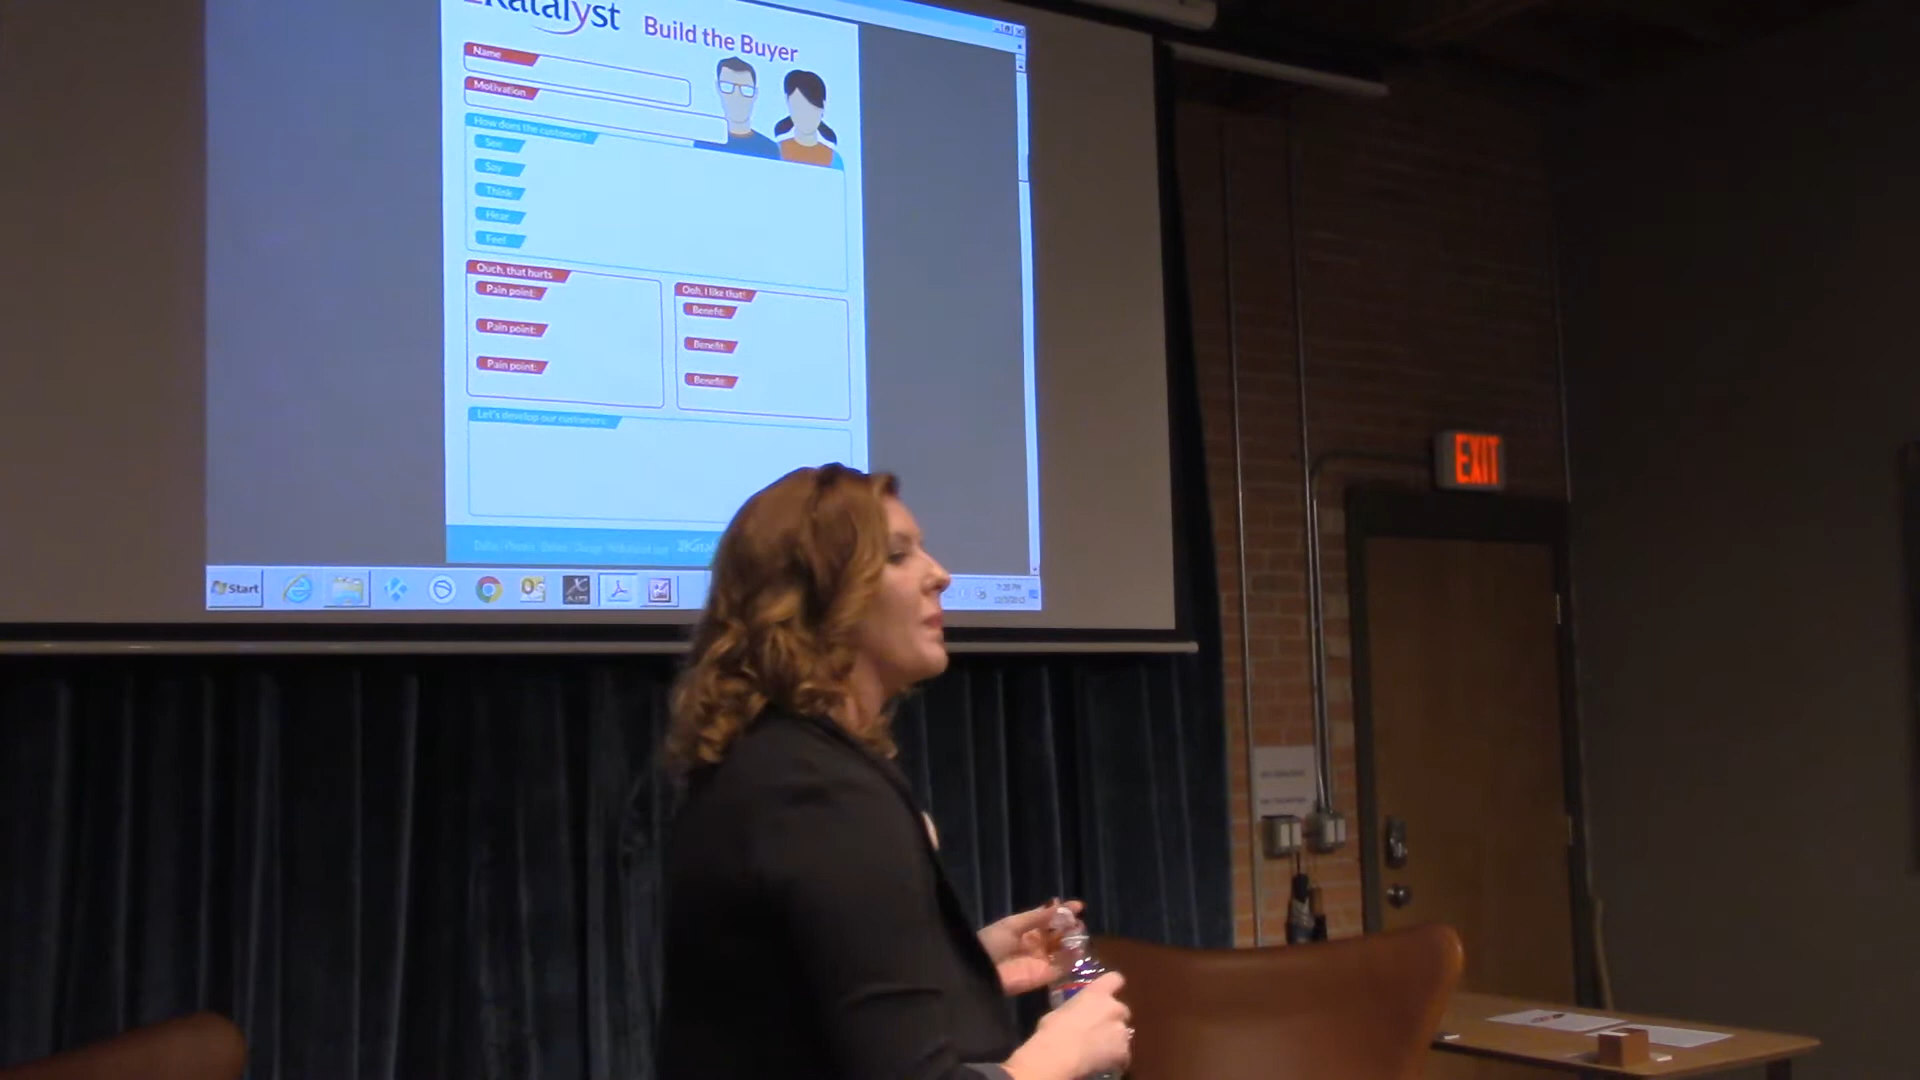 Katalyst
Build the Buyer
Name
Motivation
How does the customer?
See
Say
Think
Hear
Feel
Ouch, that hurts
Pain point:
Pain point:
Pain point:
Ooh, I like that!
Benefit:
Benefit:
Benefit:
Let's develop our customers:
Start
EXIT